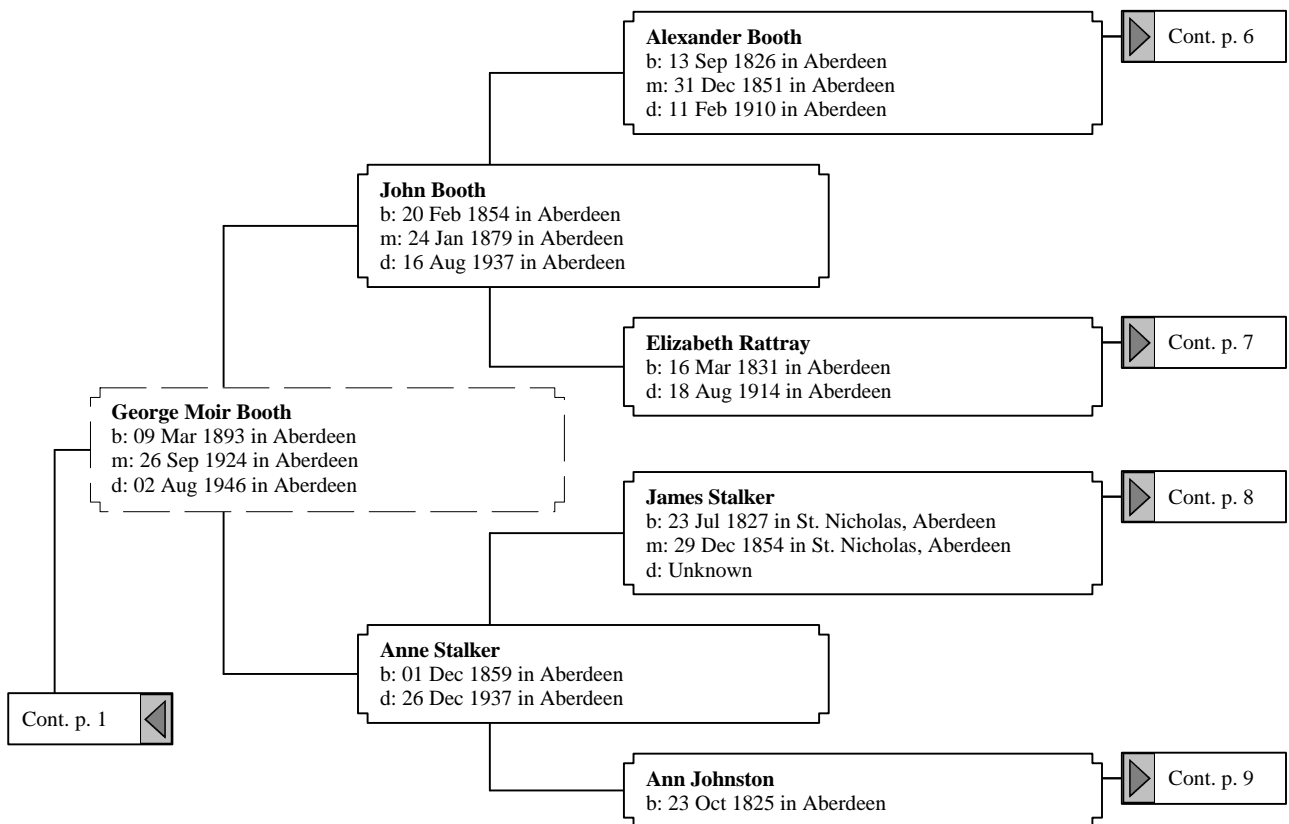 Alexander Booth
b: 13 Sep 1826 in Aberdeen
m: 31 Dec 1851 in Aberdeen
d: 11 Feb 1910 in Aberdeen
Cont. p. 6
John Booth
b: 20 Feb 1854 in Aberdeen
m: 24 Jan 1879 in Aberdeen
d: 16 Aug 1937 in Aberdeen
Elizabeth Rattray
b: 16 Mar 1831 in Aberdeen
d: 18 Aug 1914 in Aberdeen
Cont. p. 7
George Moir Booth
b: 09 Mar 1893 in Aberdeen
m: 26 Sep 1924 in Aberdeen
d: 02 Aug 1946 in Aberdeen
James Stalker
b: 23 Jul 1827 in St. Nicholas, Aberdeen
m: 29 Dec 1854 in St. Nicholas, Aberdeen
d: Unknown
Cont. p. 8
Anne Stalker
b: 01 Dec 1859 in Aberdeen
d: 26 Dec 1937 in Aberdeen
Cont. p. 1
Ann Johnston
b: 23 Oct 1825 in Aberdeen
Cont. p. 9